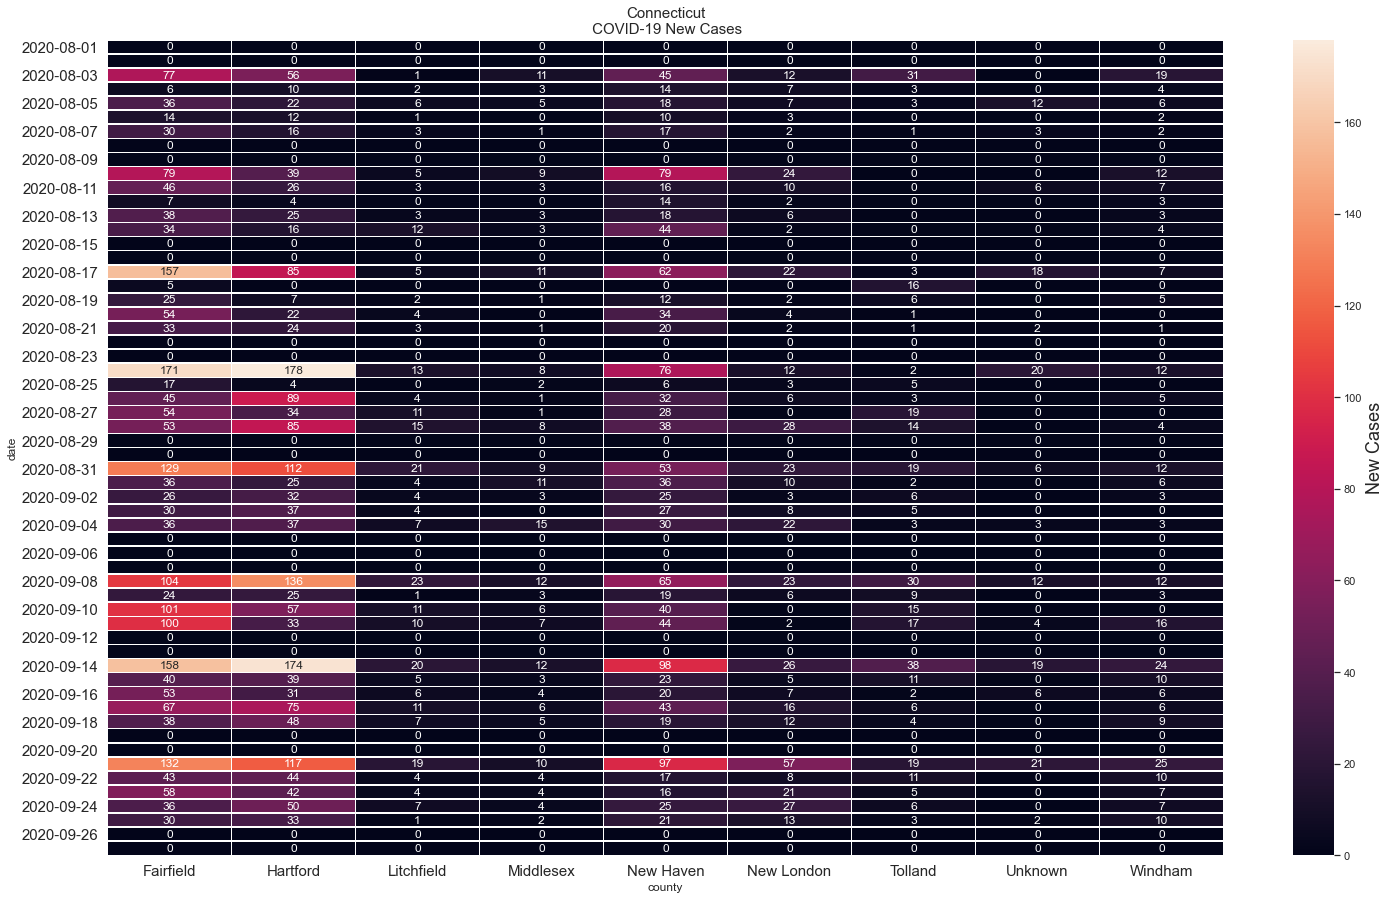 Connecticut
COVID-19 New Cases
2020-08-01 0 0 0 0 0 0 0 0 0
0 0 0 0 0 0 0 0 0
2020-08-03 77 56 1 11 45 12 31 0 19
6 10 2 3 14 7 3 0 4
2020-08-05 36 22 6 5 18 7 3 12 6
14 12 1 0 10 3 0 0 2
2020-08-07 30 16 3 1 17 2 1 3 2
0 0 0 0 0 0 0 0 0
2020-08-09 0 0 0 0 0 0 0 0 0
79 39 5 9 79 24 0 0 12
2020-08-11 46 26 3 3 16 10 0 6 7
7 4 0 0 14 2 0 0 3
2020-08-13 38 25 3 3 18 6 0 0 3
34 16 12 3 44 2 0 0 4
2020-08-15 0 0 0 0 0 0 0 0 0
0 0 0 0 0 0 0 0 0
2020-08-17 157 85 5 11 62 22 3 18 7
5 0 0 0 0 0 16 0 0
2020-08-19 25 7 2 1 12 2 6 0 5
54 22 4 0 34 4 1 0 0
2020-08-21 33 24 3 1 20 2 1 2 1
0 0 0 0 0 0 0 0 0
2020-08-23 0 0 0 0 0 0 0 0 0
171 178 13 8 76 12 2 20 12
2020-08-25 17 4 0 2 6 3 5 0 0
45 89 4 1 32 6 3 0 5
2020-08-27 54 34 11 1 28 0 19 0 0
53 85 15 8 38 28 14 0 4
2020-08-29 0 0 0 0 0 0 0 0 0
0 0 0 0 0 0 0 0 0
2020-08-31 129 112 21 9 53 23 19 6 12
36 25 4 11 36 10 2 0 6
2020-09-02 26 32 4 3 25 3 6 0 3
30 37 4 0 27 8 5 0 0
2020-09-04 36 37 7 15 30 22 3 3 3
0 0 0 0 0 0 0 0 0
2020-09-06 0 0 0 0 0 0 0 0 0
0 0 0 0 0 0 0 0 0
2020-09-08 104 136 23 12 65 23 30 12 12
24 25 1 3 19 6 9 0 3
2020-09-10 101 57 11 6 40 0 15 0 0
100 33 10 7 44 2 17 4 16
2020-09-12 0 0 0 0 0 0 0 0 0
0 0 0 0 0 0 0 0 0
2020-09-14 158 174 20 12 98 26 38 19 24
40 39 5 3 23 5 11 0 10
2020-09-16 53 31 6 4 20 7 2 6 6
67 75 11 6 43 16 6 0 6
2020-09-18 38 48 7 5 19 12 4 0 9
0 0 0 0 0 0 0 0 0
2020-09-20 0 0 0 0 0 0 0 0 0
132 117 19 10 97 57 19 21 25
2020-09-22 43 44 4 4 17 8 11 0 10
58 42 4 4 16 21 5 0 7
2020-09-24 36 50 7 4 25 27 6 0 7
30 33 1 2 21 13 3 2 10
2020-09-26 0 0 0 0 0 0 0 0 0
0 0 0 0 0 0 0 0 0
Fairfield Hartford Litchfield Middlesex New Haven New London Tolland Unknown Windham
county
date
160
140
120
100
80
60
40
20
0
New Cases